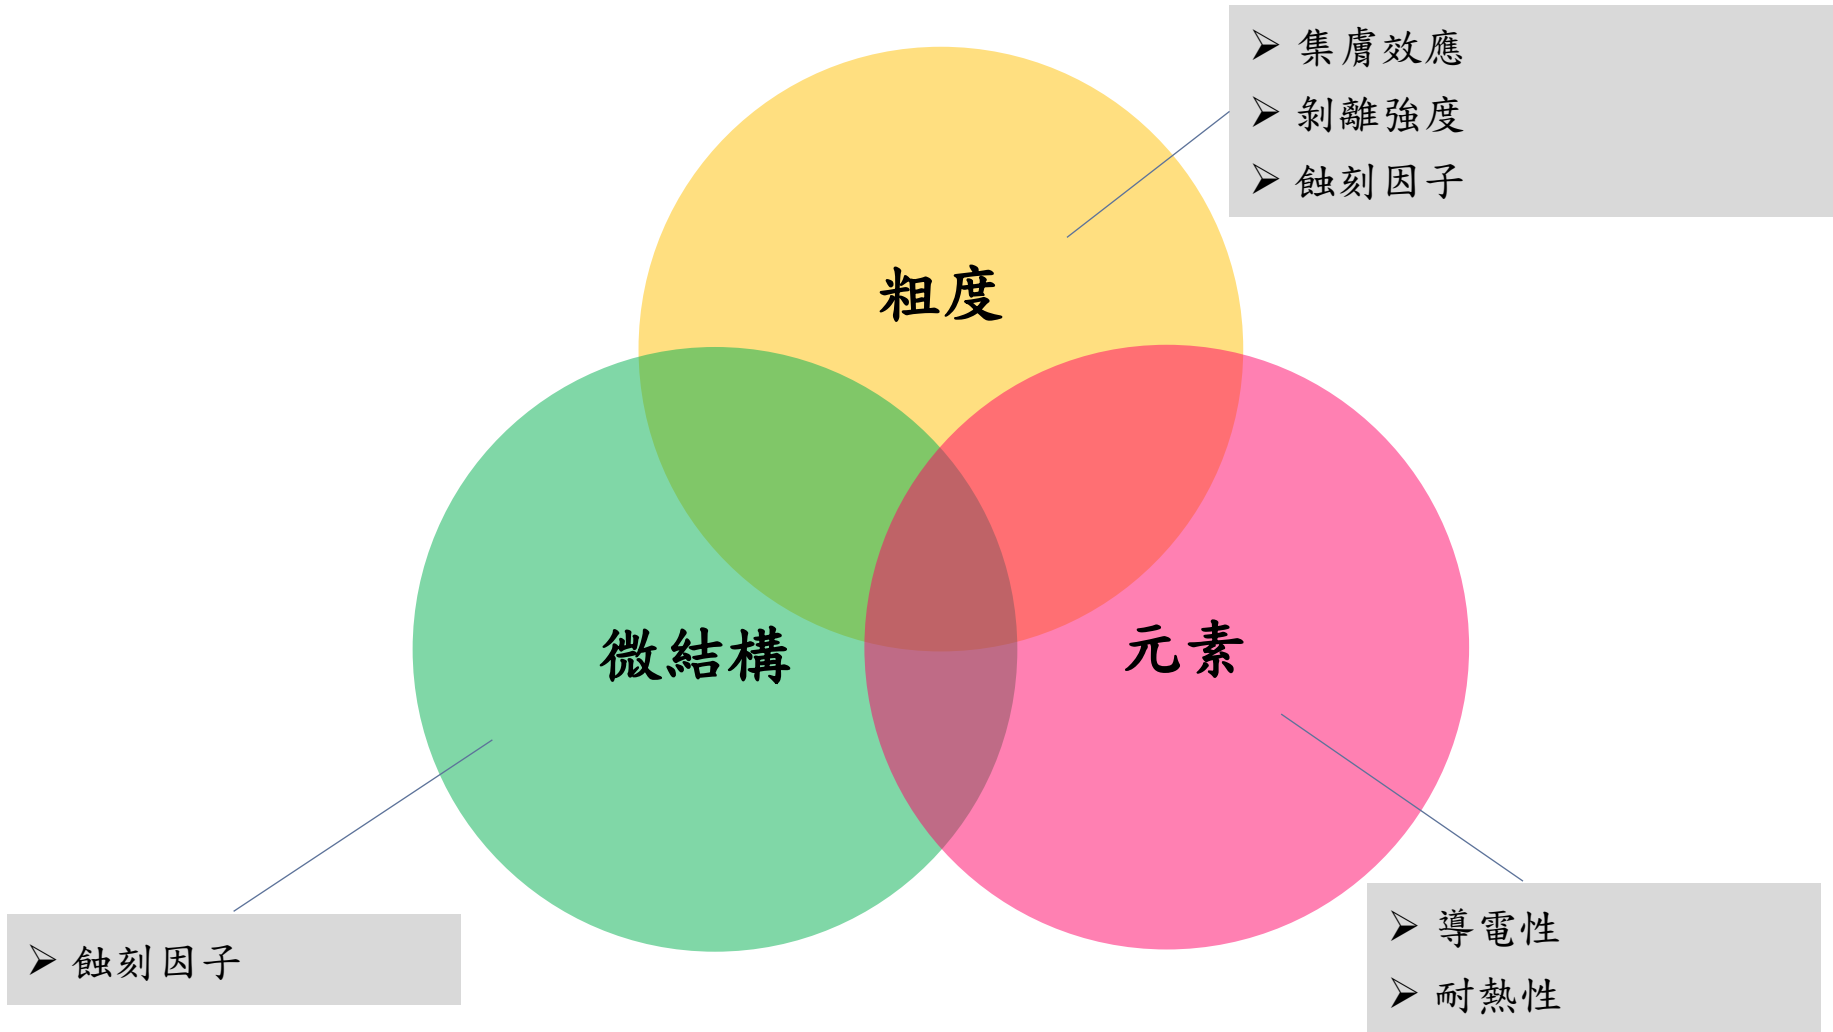 ➢ 集膚效應
➢ 剝離強度
➢ 蝕刻因子
粗度
微結構
元素
➢ 蝕刻因子
➢ 導電性
➢ 耐熱性